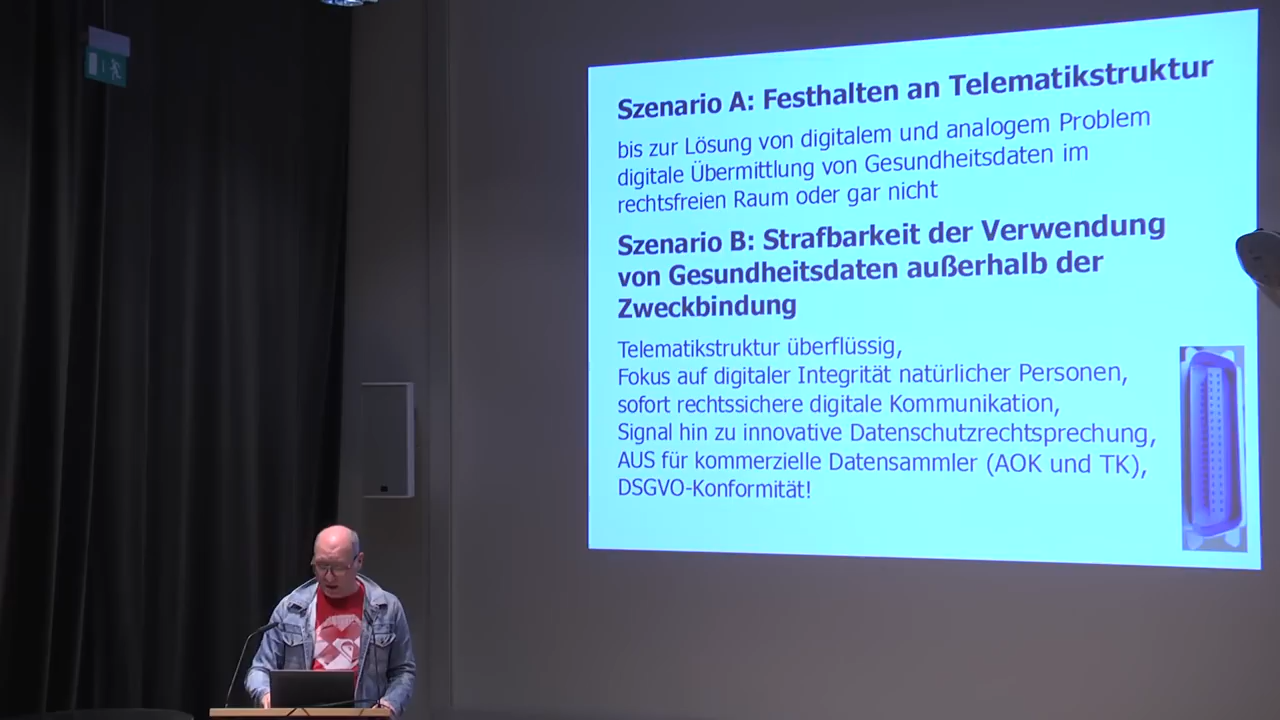 Szenario A: Festhalten an Telematikstruktur
bis zur Lösung von digitalem und analogem Problem
digitale Übermittlung von Gesundheitsdaten im
rechtsfreien Raum oder gar nicht
Szenario B: Strafbarkeit der Verwendung
von Gesundheitsdaten außerhalb der
Zweckbindung
Telematikstruktur überflüssig,
Fokus auf digitaler Integrität natürlicher Personen,
sofort rechtssichere digitale Kommunikation,
Signal hin zu innovative Datenschutzrechtsprechung,
AUS für kommerzielle Datensammler (AOK und TK),
DSGVO-Konformität!